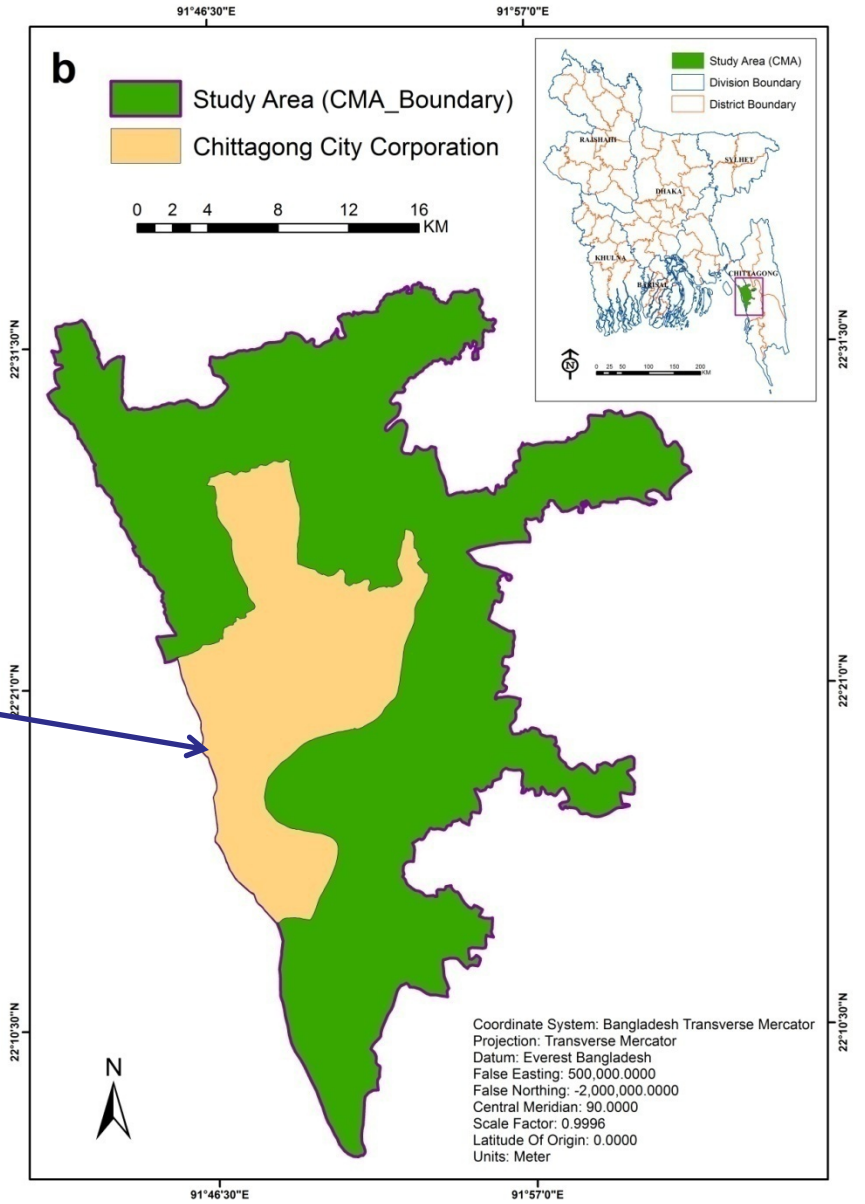 91°46'30"E
91°57'0"E
b
Study Area (CMA_Boundary)
Chittagong City Corporation
0 2 4 8 12 16
KM
Study Area (CMA)
Division Boundary
District Boundary
RAJSHAHI
SYLHET
DHAKA
KHULNA
BARISAL
CHITTAGONG
N
0 25 50 100 150 200
KM
22°31'30"N
22°31'30"N
22°21'0"N
22°21'0"N
22°10'30"N
22°10'30"N
N
Coordinate System: Bangladesh Transverse Mercator
Projection: Transverse Mercator
Datum: Everest Bangladesh
False Easting: 500,000.0000
False Northing: -2,000,000.0000
Central Meridian: 90.0000
Scale Factor: 0.9996
Latitude Of Origin: 0.0000
Units: Meter
91°46'30"E
91°57'0"E